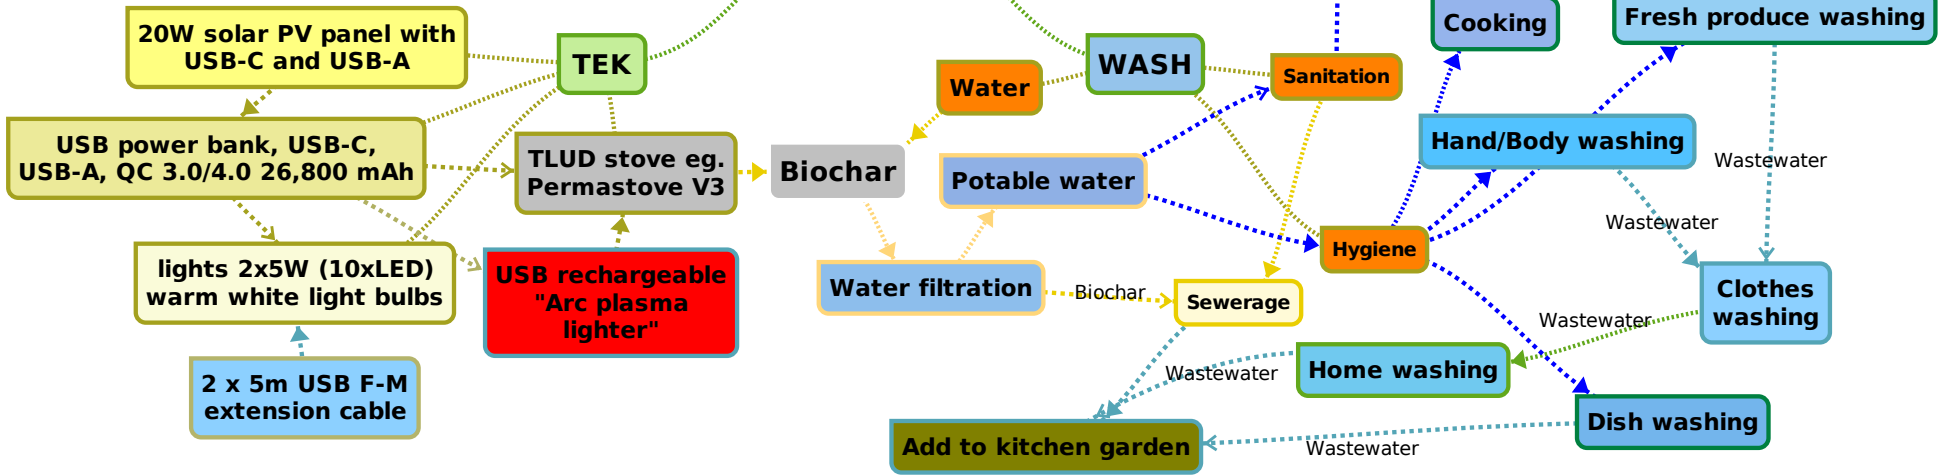 20W solar PV panel with
USB-C and USB-A
TEK
WASH
Water
Sanitation
Cooking
Fresh produce washing
USB power bank, USB-C,
USB-A, QC 3.0/4.0 26,800 mAh
TLUD stove eg.
Permastove V3
Biochar
Potable water
Hand/Body washing
Wastewater
Wastewater
Hygiene
lights 2x5W (10xLED)
warm white light bulbs
USB rechargeable
"Arc plasma
lighter"
Water filtration
Biochar
Sewerage
Clothes
washing
Wastewater
2 x 5m USB F-M
extension cable
Wastewater
Home washing
Add to kitchen garden
Wastewater
Dish washing